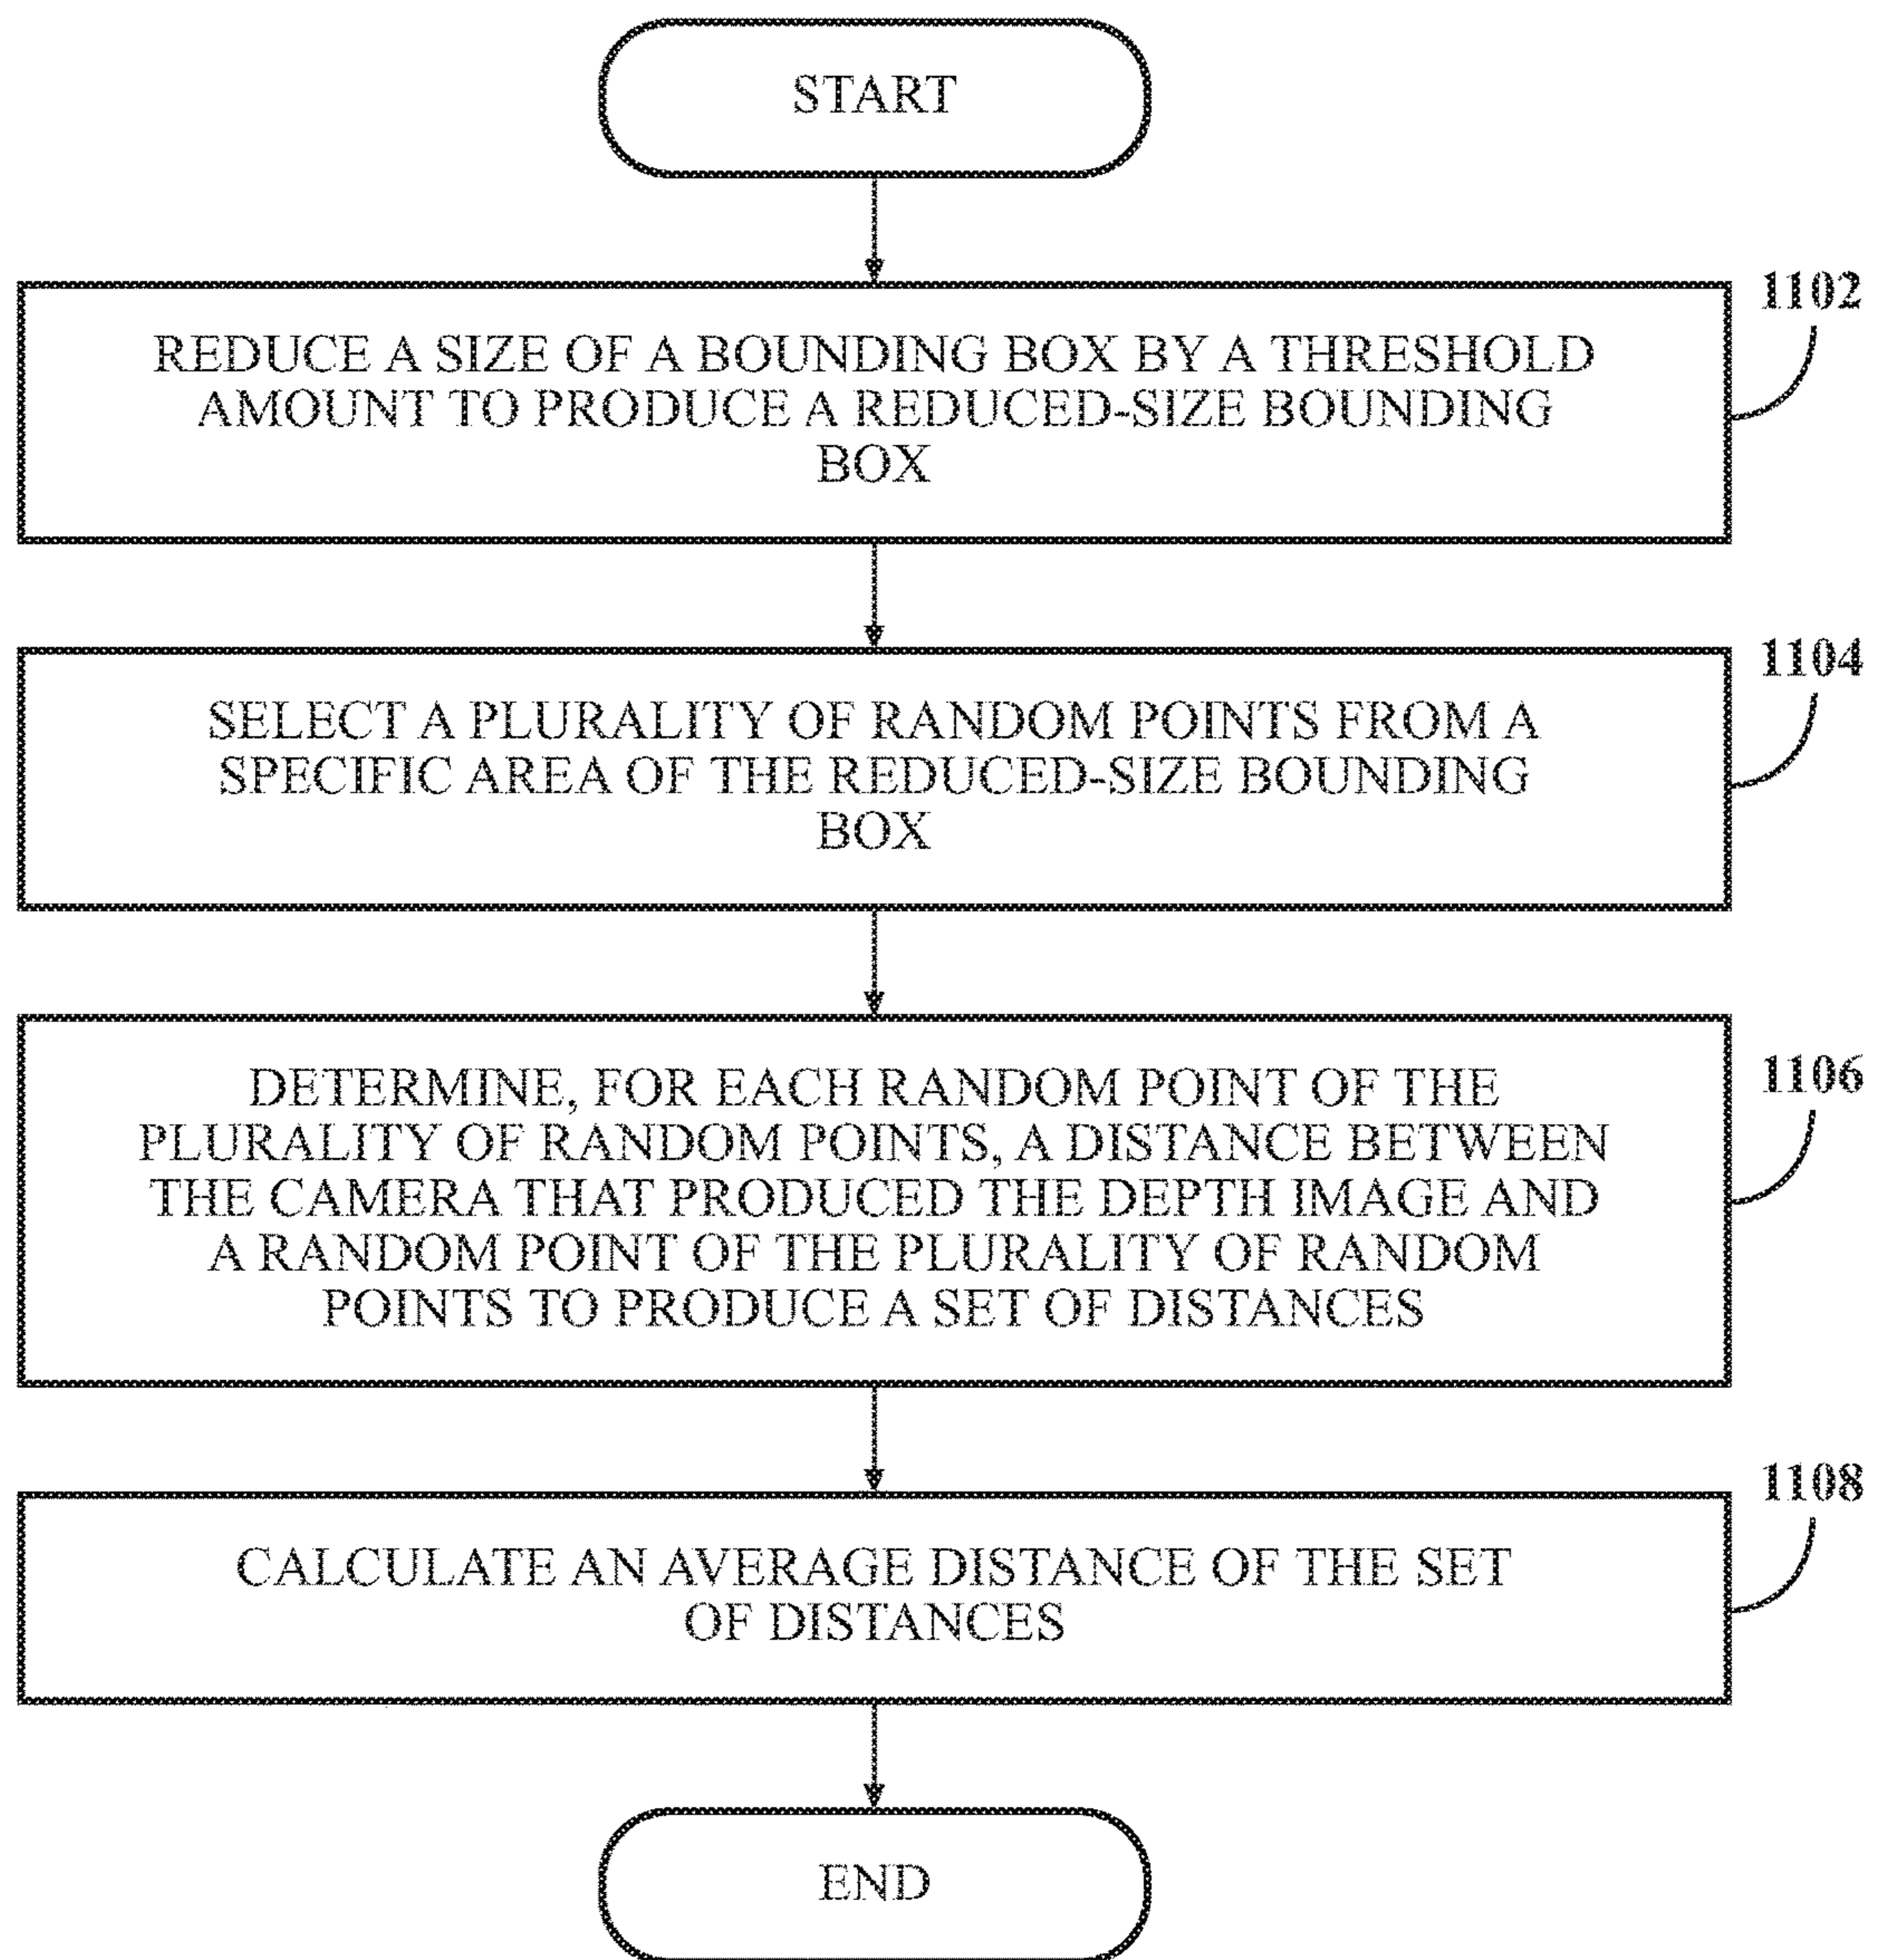 START
1102
REDUCE A SIZE OF A BOUNDING BOX BY A THRESHOLD
AMOUNT TO PRODUCE A REDUCED-SIZE BOUNDING
BOX
1104
SELECT A PLURALITY OF RANDOM POINTS FROM A
SPECIFIC AREA OF THE REDUCED-SIZE BOUNDING
BOX
1106
DETERMINE, FOR EACH RANDOM POINT OF THE
PLURALITY OF RANDOM POINTS, A DISTANCE BETWEEN
THE CAMERA THAT PRODUCED THE DEPTH IMAGE AND
A RANDOM POINT OF THE PLURALITY OF RANDOM
POINTS TO PRODUCE A SET OF DISTANCES
1108
CALCULATE AN AVERAGE DISTANCE OF THE SET
OF DISTANCES
END